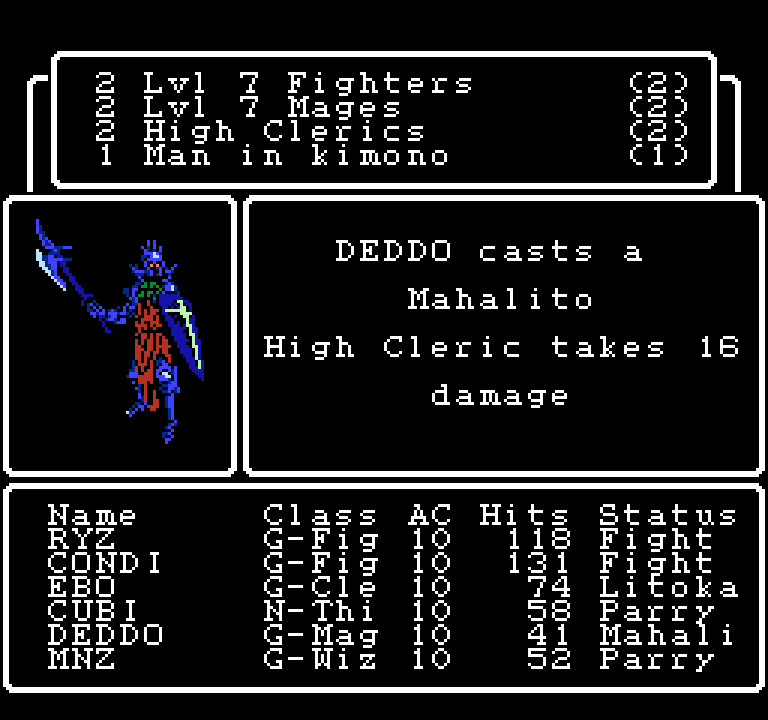 2 Lvl 7 Fighters (2)
2 Lvl 7 Mages (2)
2 High Clerics (2)
1 Man in kimono (1)
DEDDO casts a
Mahalito
High Cleric takes 16
damage
Name Class AC Hits Status
RYZ G-Fig 10 118 Fight
CONDI G-Fig 10 131 Fight
EBO G-Cle 10 74 Litoka
CUBI N-Thi 10 58 Parry
DEDDO G-Mag 10 41 Mahali
MNZ G-Wiz 10 52 Parry